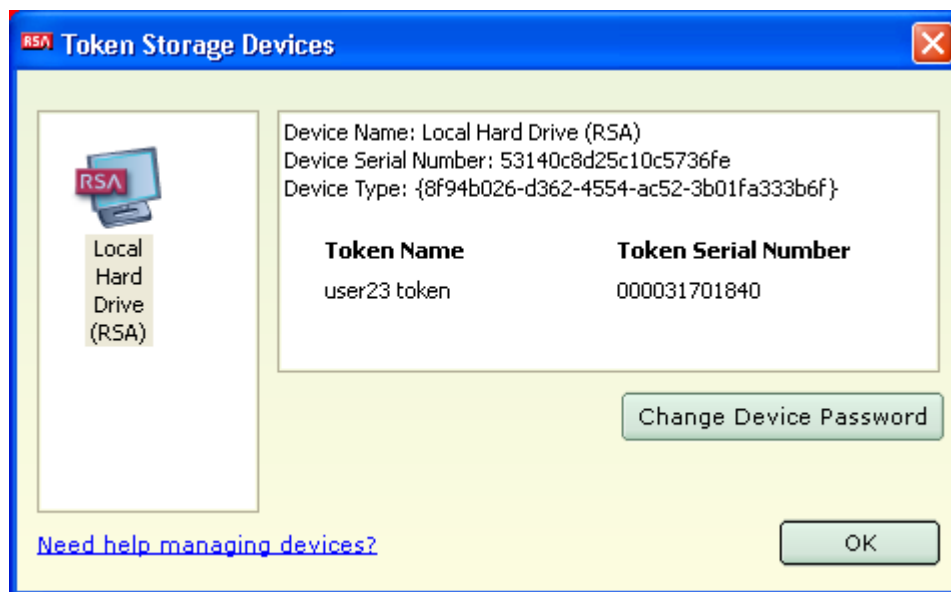 RSA Token Storage Devices
RSA
Local
Hard
Drive
(RSA)
Device Name: Local Hard Drive (RSA)
Device Serial Number: 53140c8d25c10c5736fe
Device Type: {8f94b026-d362-4554-ac52-3b01fa333b6f}
Token Name Token Serial Number
user23 token 000031701840
Change Device Password
Need help managing devices?
OK